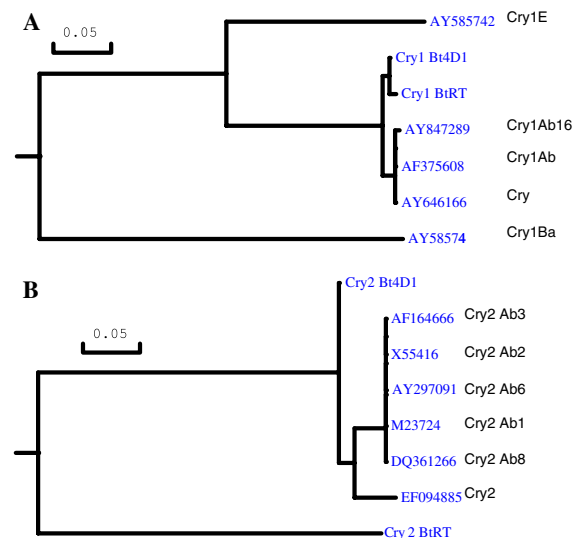 A
0.05
AY585742 Cry1E
Cry1 Bt4D1
Cry1 BtRT
AY847289 Cry1Ab16
AF375608 Cry1Ab
AY646166 Cry
AY58574 Cry1Ba
B
0.05
Cry2 Bt4D1
AF164666 Cry2 Ab3
X55416 Cry2 Ab2
AY297091 Cry2 Ab6
M23724 Cry2 Ab1
DQ361266 Cry2 Ab8
EF094885 Cry2
Cry 2 BtRT